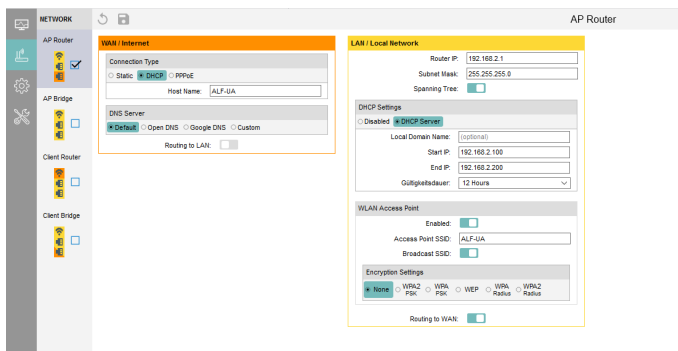 NETWORK
AP Router
AP Router
AP Bridge
Client Router
Client Bridge
WAN / Internet
Connection Type
Static DHCP PPPoE
Host Name: ALF-UA
DNS Server
Default Open DNS Google DNS Custom
Routing to LAN:
LAN / Local Network
Router IP: 192.168.2.1
Subnet Mask: 255.255.255.0
Spanning Tree:
DHCP Settings
Disabled DHCP Server
Local Domain Name: (optional)
Start IP: 192.168.2.100
End IP: 192.168.2.200
Gültigkeitsdauer: 12 Hours
WLAN Access Point
Enabled:
Access Point SSID: ALF-UA
Broadcast SSID:
Encryption Settings
None WPA2 PSK WPA PSK WEP WPA Radius WPA2 Radius
Routing to WAN: